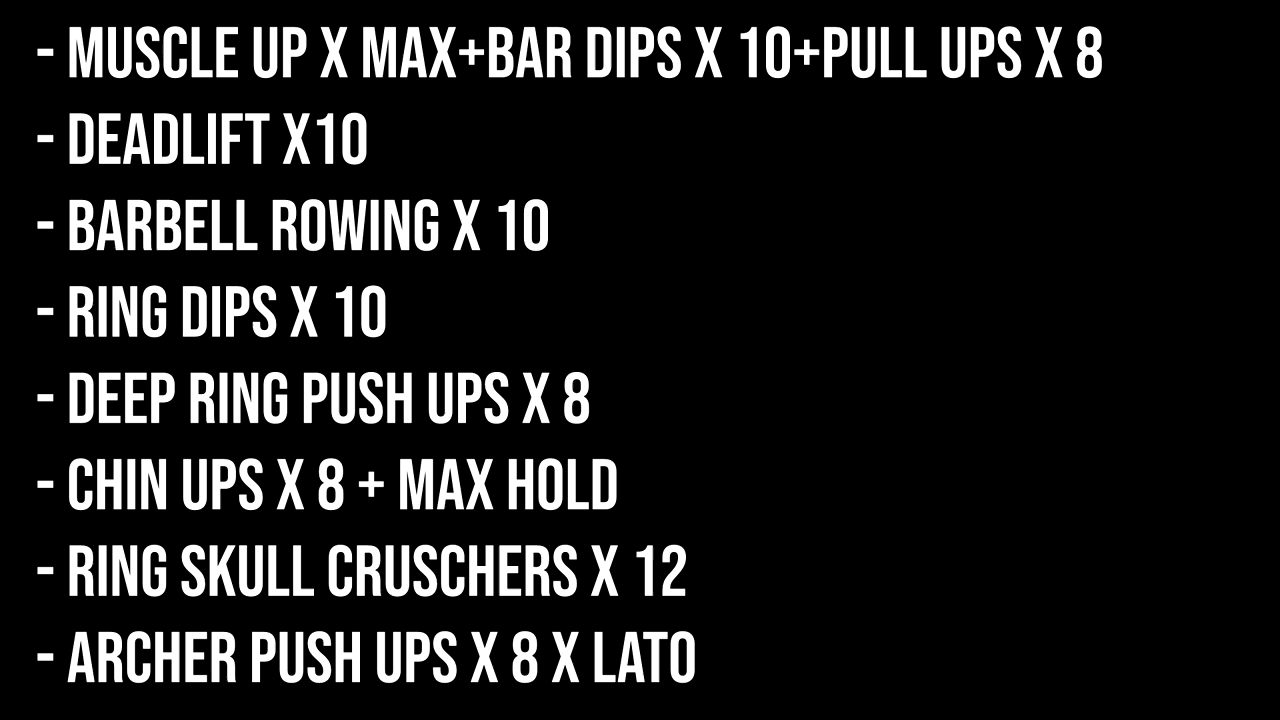 - MUSCLE UP X MAX+BAR DIPS X 10+PULL UPS X 8
- DEADLIFT X10
- BARBELL ROWING X 10
- RING DIPS X 10
- DEEP RING PUSH UPS X 8
- CHIN UPS X 8 + MAX HOLD
- RING SKULL CRUSCHERS X 12
- ARCHER PUSH UPS X 8 X LATO